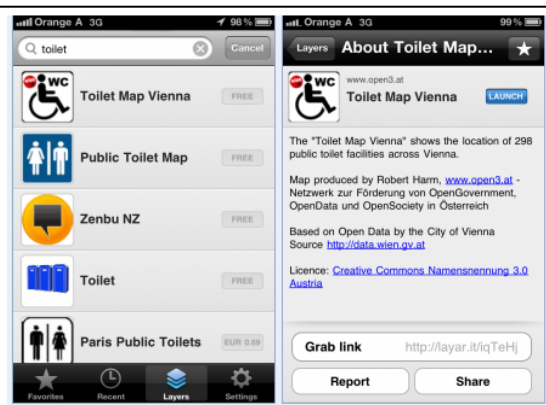 Orange A 3G 98 %
toilet Cancel
WC
Toilet Map Vienna FREE
Public Toilet Map FREE
Zenbu NZ FREE
Toilet FREE
Paris Public Toilets EUR 0.89
Favorites Recent Layers Settings
Orange A 3G 99 %
Layers About Toilet Map...
WC
www.open3.at
Toilet Map Vienna LAUNCH
The "Toilet Map Vienna" shows the location of 298
public toilet facilities across Vienna.
Map produced by Robert Harm, www.open3.at -
Netzwerk zur Förderung von OpenGovernment,
OpenData und OpenSociety in Österreich
Based on Open Data by the City of Vienna
Source http://data.wien.gv.at
Licence: Creative Commons Namensnennung 3.0
Austria
Grab link http://layar.it/iqTeHj
Report Share